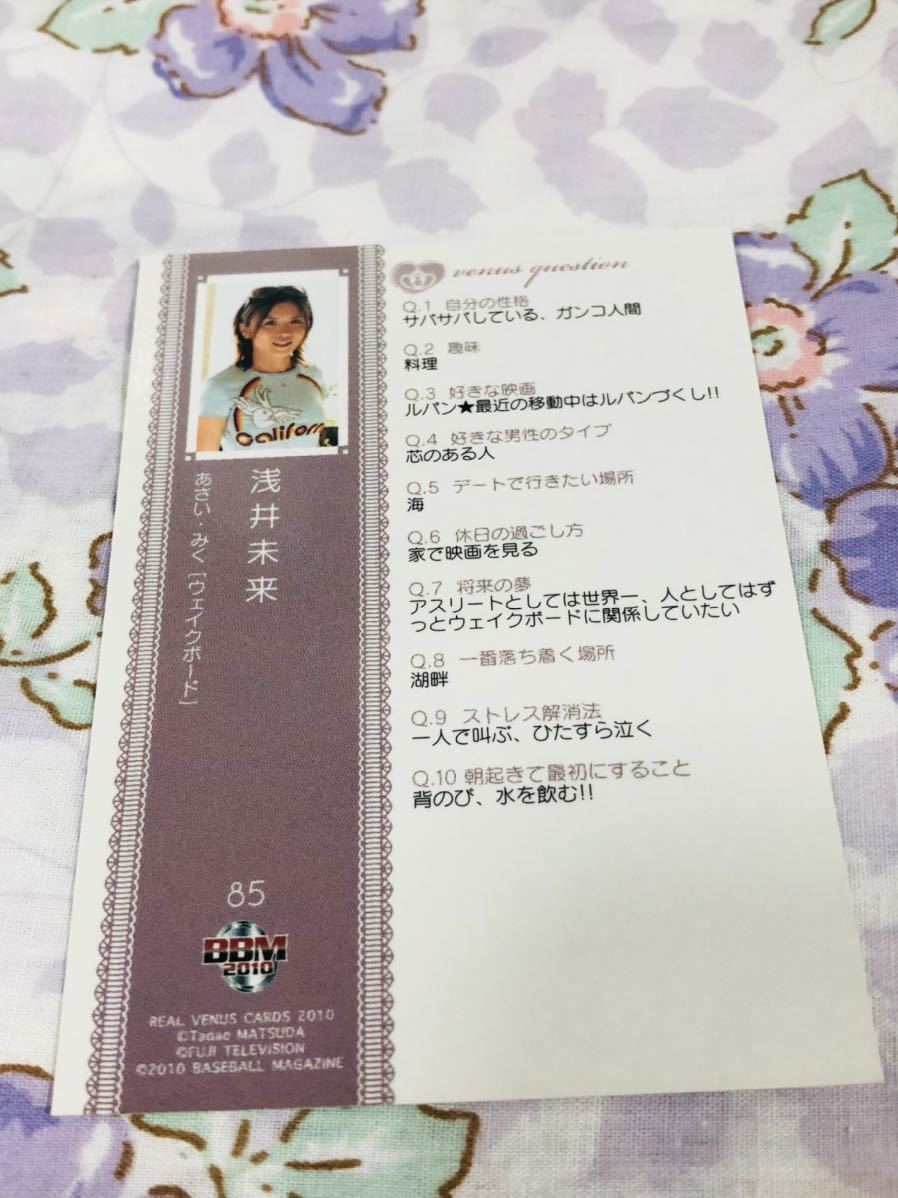 venus question
Q.1 自分の性格
サバサバしている、ガンコ人間
Q.2 趣味
料理
Q.3 好きな映画
ルパン★最近の移動中はルパンづくし!!
Q.4 好きな男性のタイプ
芯のある人
Q.5 デートで行きたい場所
海
Q.6 休日の過ごし方
家で映画を見る
Q.7 将来の夢
アスリートとしては世界一、人としてはず
っとウェイクボードに関係していたい
Q.8 一番落ち着く場所
湖畔
Q.9 ストレス解消法
一人で叫ぶ、ひたすら泣く
Q.10 朝起きて最初にすること
背のび、水を飲む!!
Californ
浅井未来
あさい・みく [ウェイクボード]
85
BBM
2010
REAL VENUS CARDS 2010
©Tadao MATSUDA
©FUJI TELEVISION
©2010 BASEBALL MAGAZINE